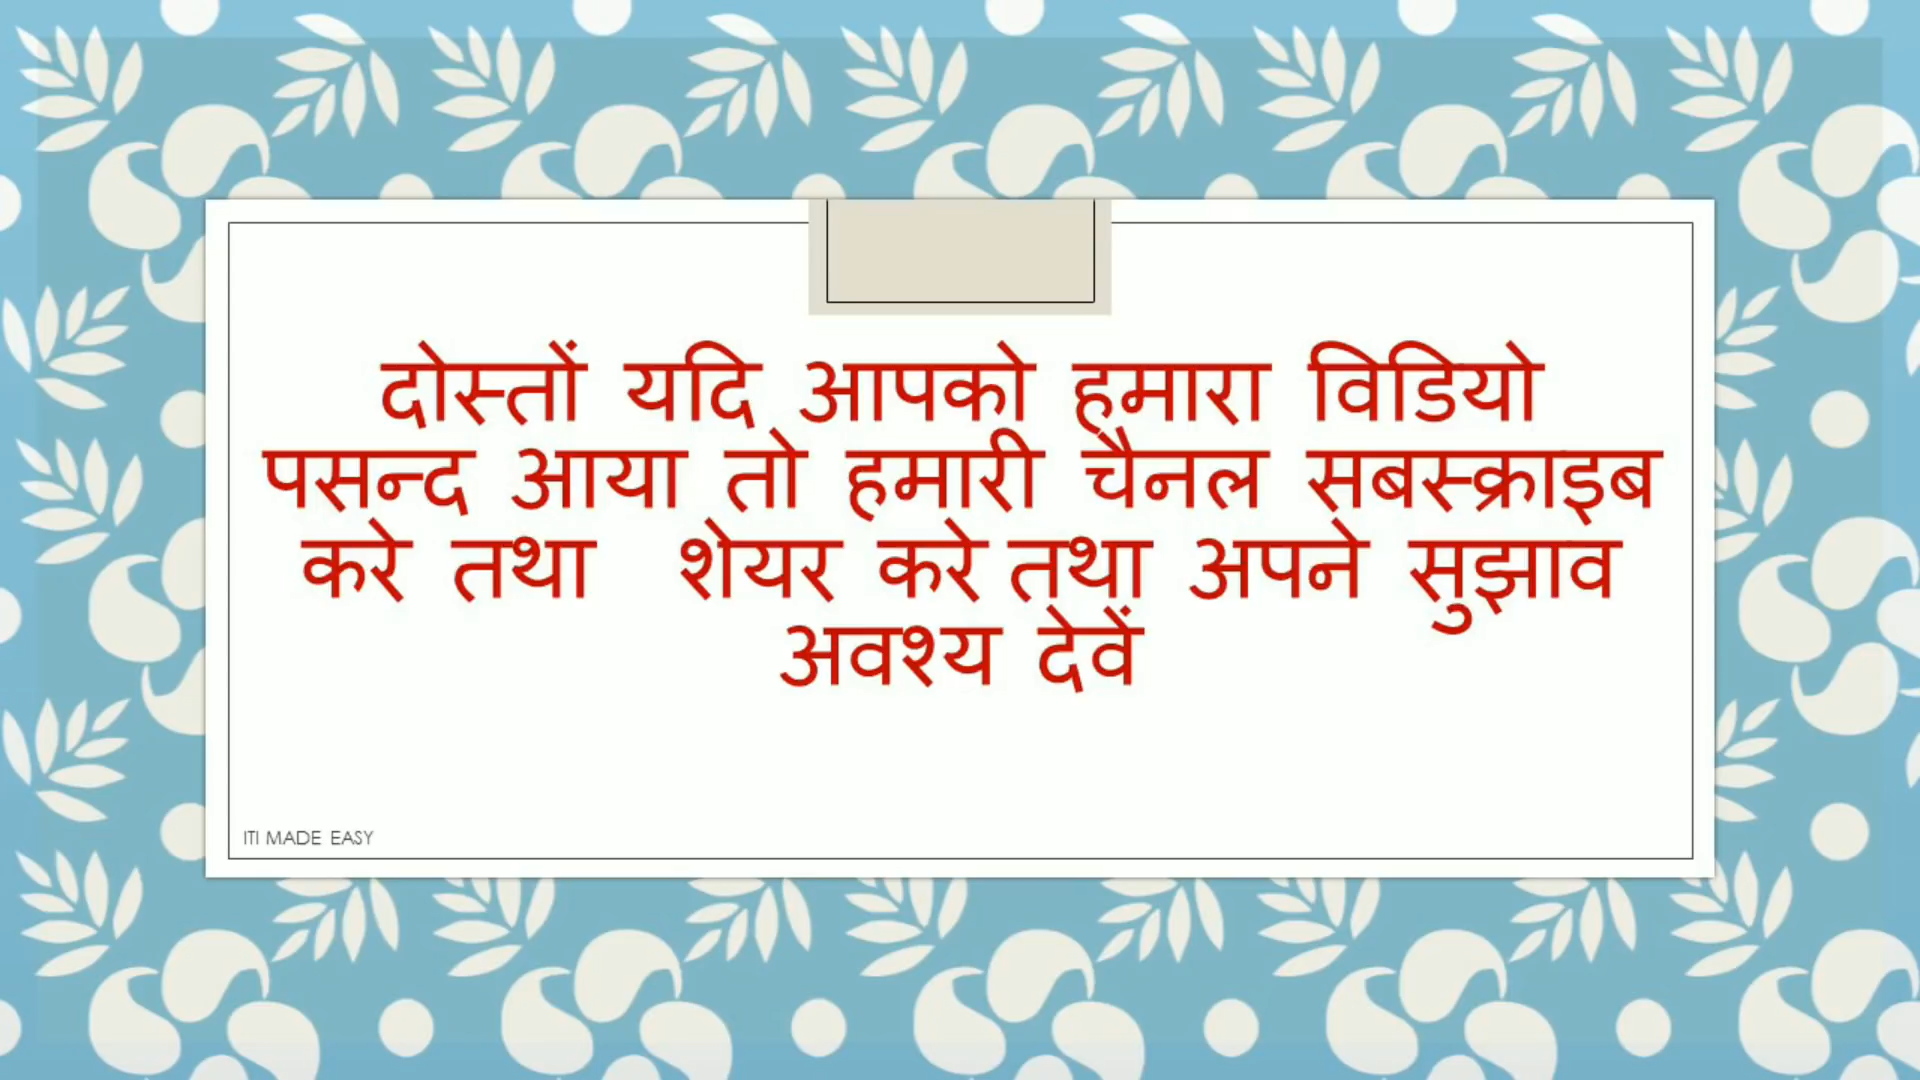 दोस्तों यदि आपको हमारा विडियो
पसन्द आया तो हमारी चैनल सबस्क्राइब
करे तथा शेयर करे तथा अपने सुझाव
अवश्य देवें
ITI MADE EASY